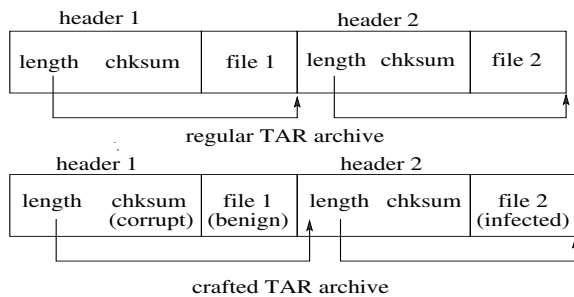 header 1 header 2
length chksum file 1 length chksum file 2
regular TAR archive
header 1 header 2
length chksum file 1 length chksum file 2
(corrupt) (benign) (infected)
crafted TAR archive